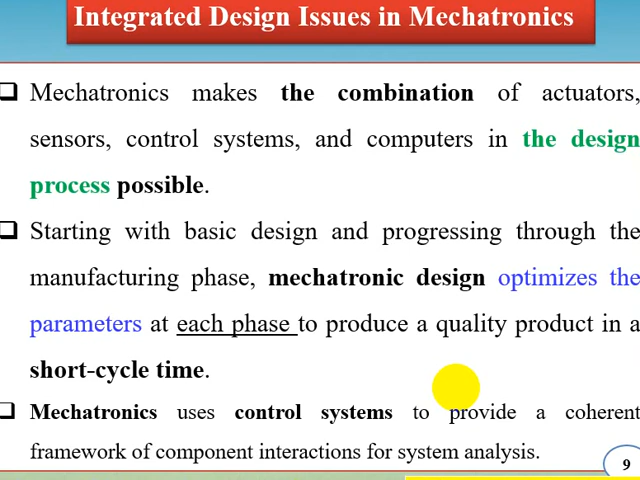 Integrated Design Issues in Mechatronics
Mechatronics makes the combination of actuators,
sensors, control systems, and computers in the design
process possible.
Starting with basic design and progressing through the
manufacturing phase, mechatronic design optimizes the
parameters at each phase to produce a quality product in a
short-cycle time.
Mechatronics uses control systems to provide a coherent
framework of component interactions for system analysis.
9